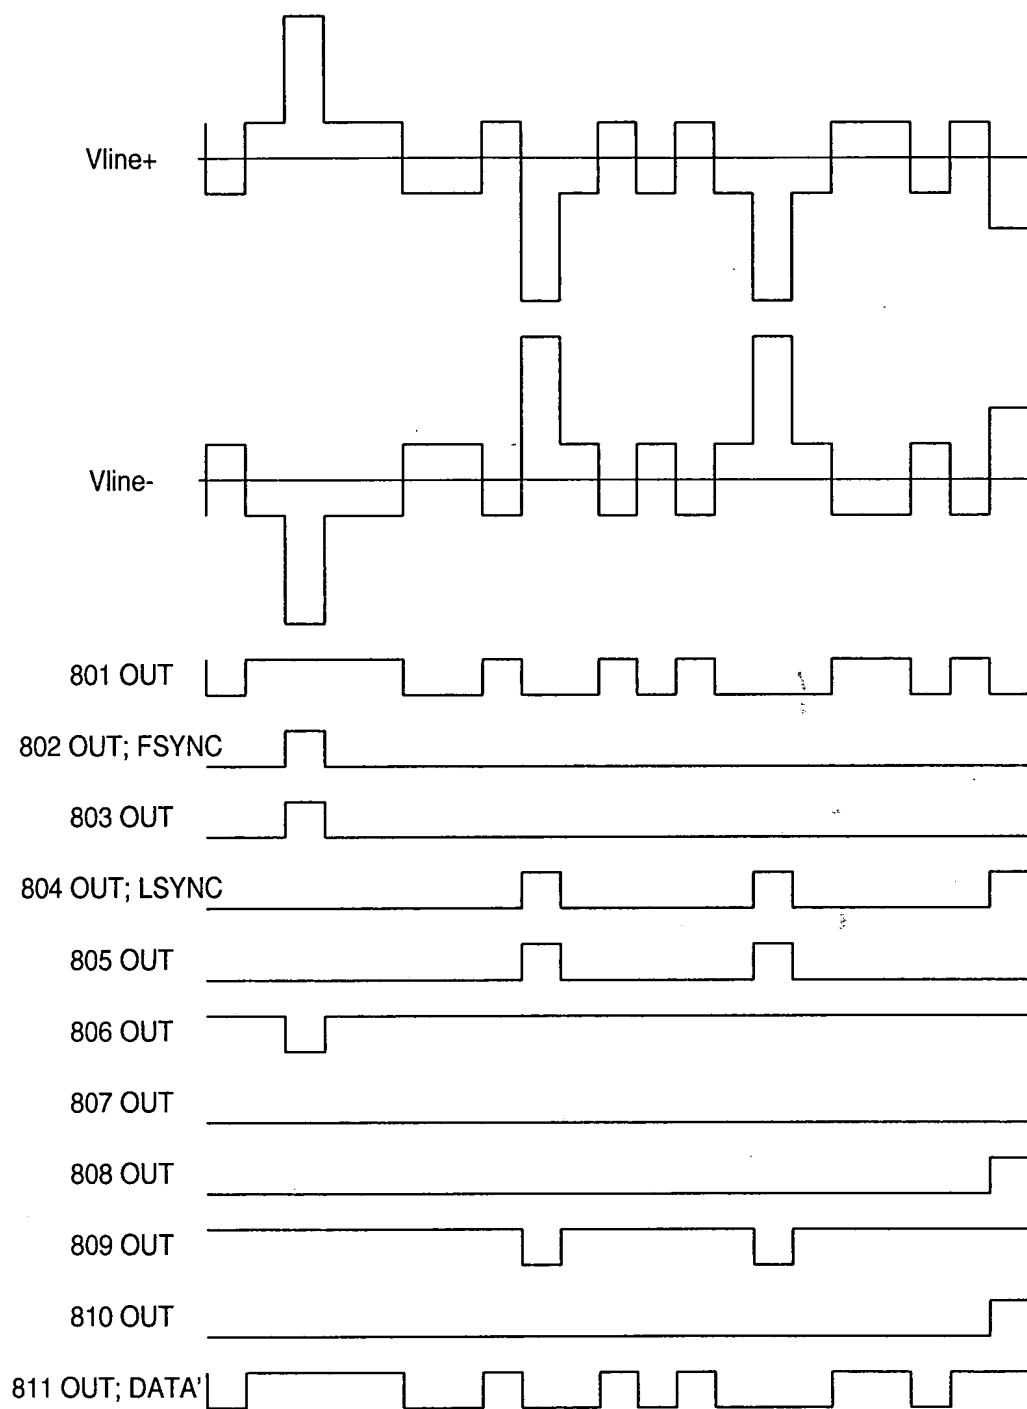 Vline+
Vline-
801 OUT
802 OUT; FSYNC
803 OUT
804 OUT; LSYNC
805 OUT
806 OUT
807 OUT
808 OUT
809 OUT
810 OUT
811 OUT; DATA'